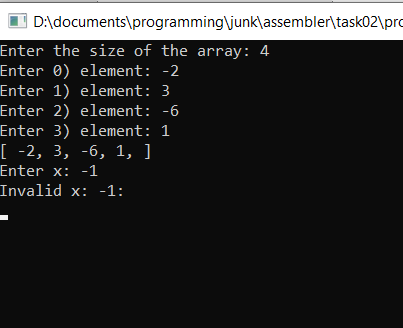 D:\documents\programming\junk\assembler\task02\pro
Enter the size of the array: 4
Enter 0) element: -2
Enter 1) element: 3
Enter 2) element: -6
Enter 3) element: 1
[ -2, 3, -6, 1, ]
Enter x: -1
Invalid x: -1: